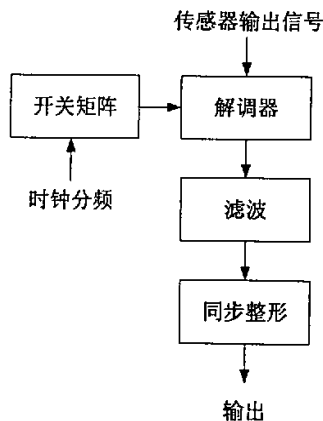 传感器输出信号
开关矩阵
解调器
时钟分频
滤波
同步整形
输出